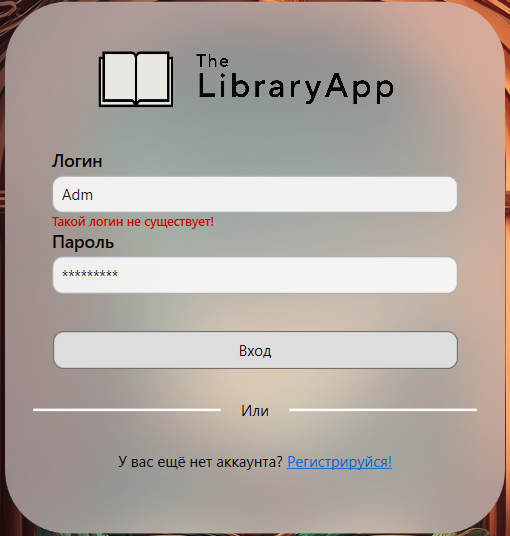 The
LibraryApp
Логин
Adm
Такой логин не существует!
Пароль
*********
Вход
Или
У вас ещё нет аккаунта? Регистрируйся!